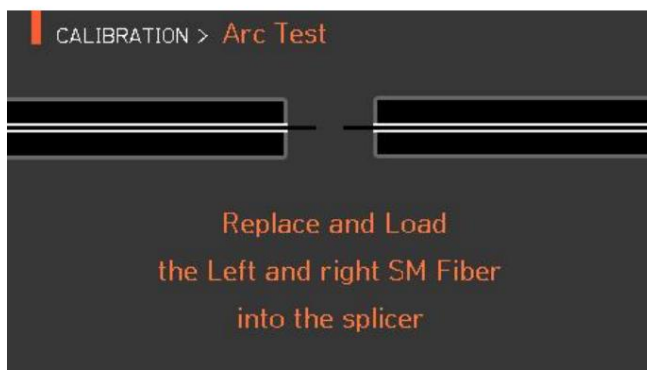 CALIBRATION > Arc Test
Replace and Load
the Left and right SM Fiber
into the splicer